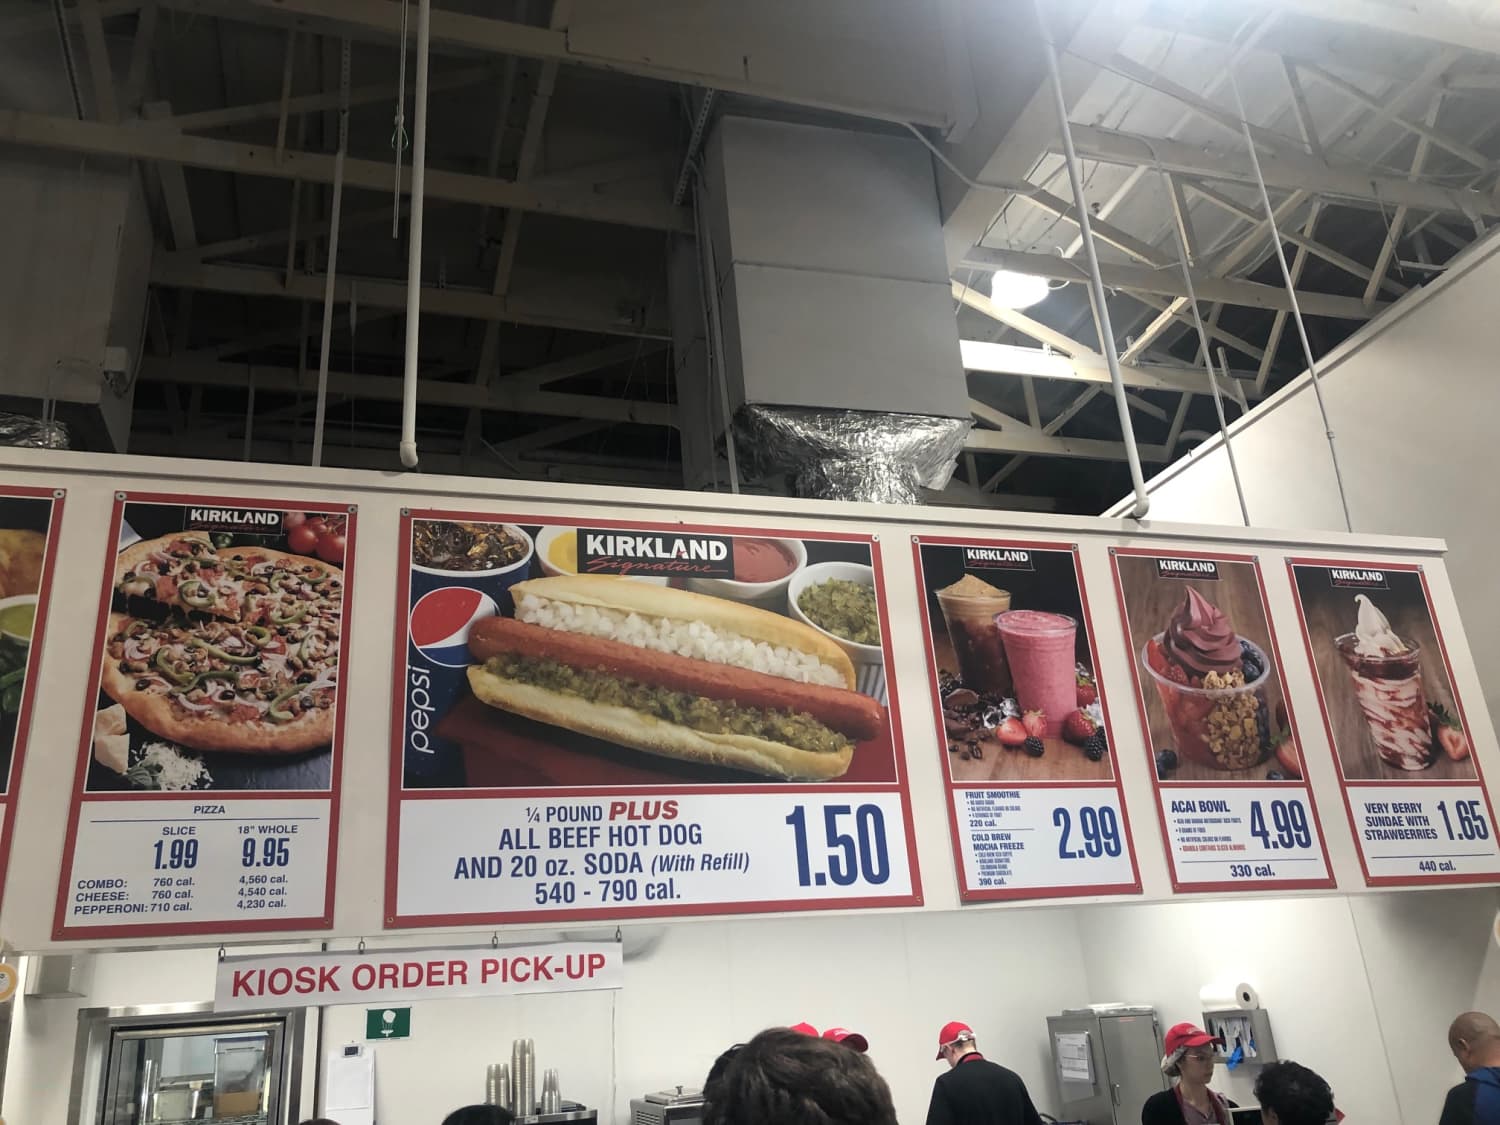 KIRKLAND
Signature
PIZZA
SLICE
1.99
18" WHOLE
9.95
COMBO: 760 cal. 4,560 cal.
CHEESE: 760 cal. 4,540 cal.
PEPPERONI: 710 cal. 4,230 cal.
KIRKLAND
Signature
pepsi
¼ POUND PLUS
ALL BEEF HOT DOG
AND 20 oz. SODA (With Refill)
540 - 790 cal.
1.50
KIRKLAND
FRUIT SMOOTHIE
220 cal.
COLD BREW
MOCHA FREEZE
390 cal.
2.99
KIRKLAND
Signature
ACAI BOWL
4.99
330 cal.
KIRKLAND
Signature
VERY BERRY
SUNDAE WITH
STRAWBERRIES
1.65
440 cal.
KIOSK ORDER PICK-UP